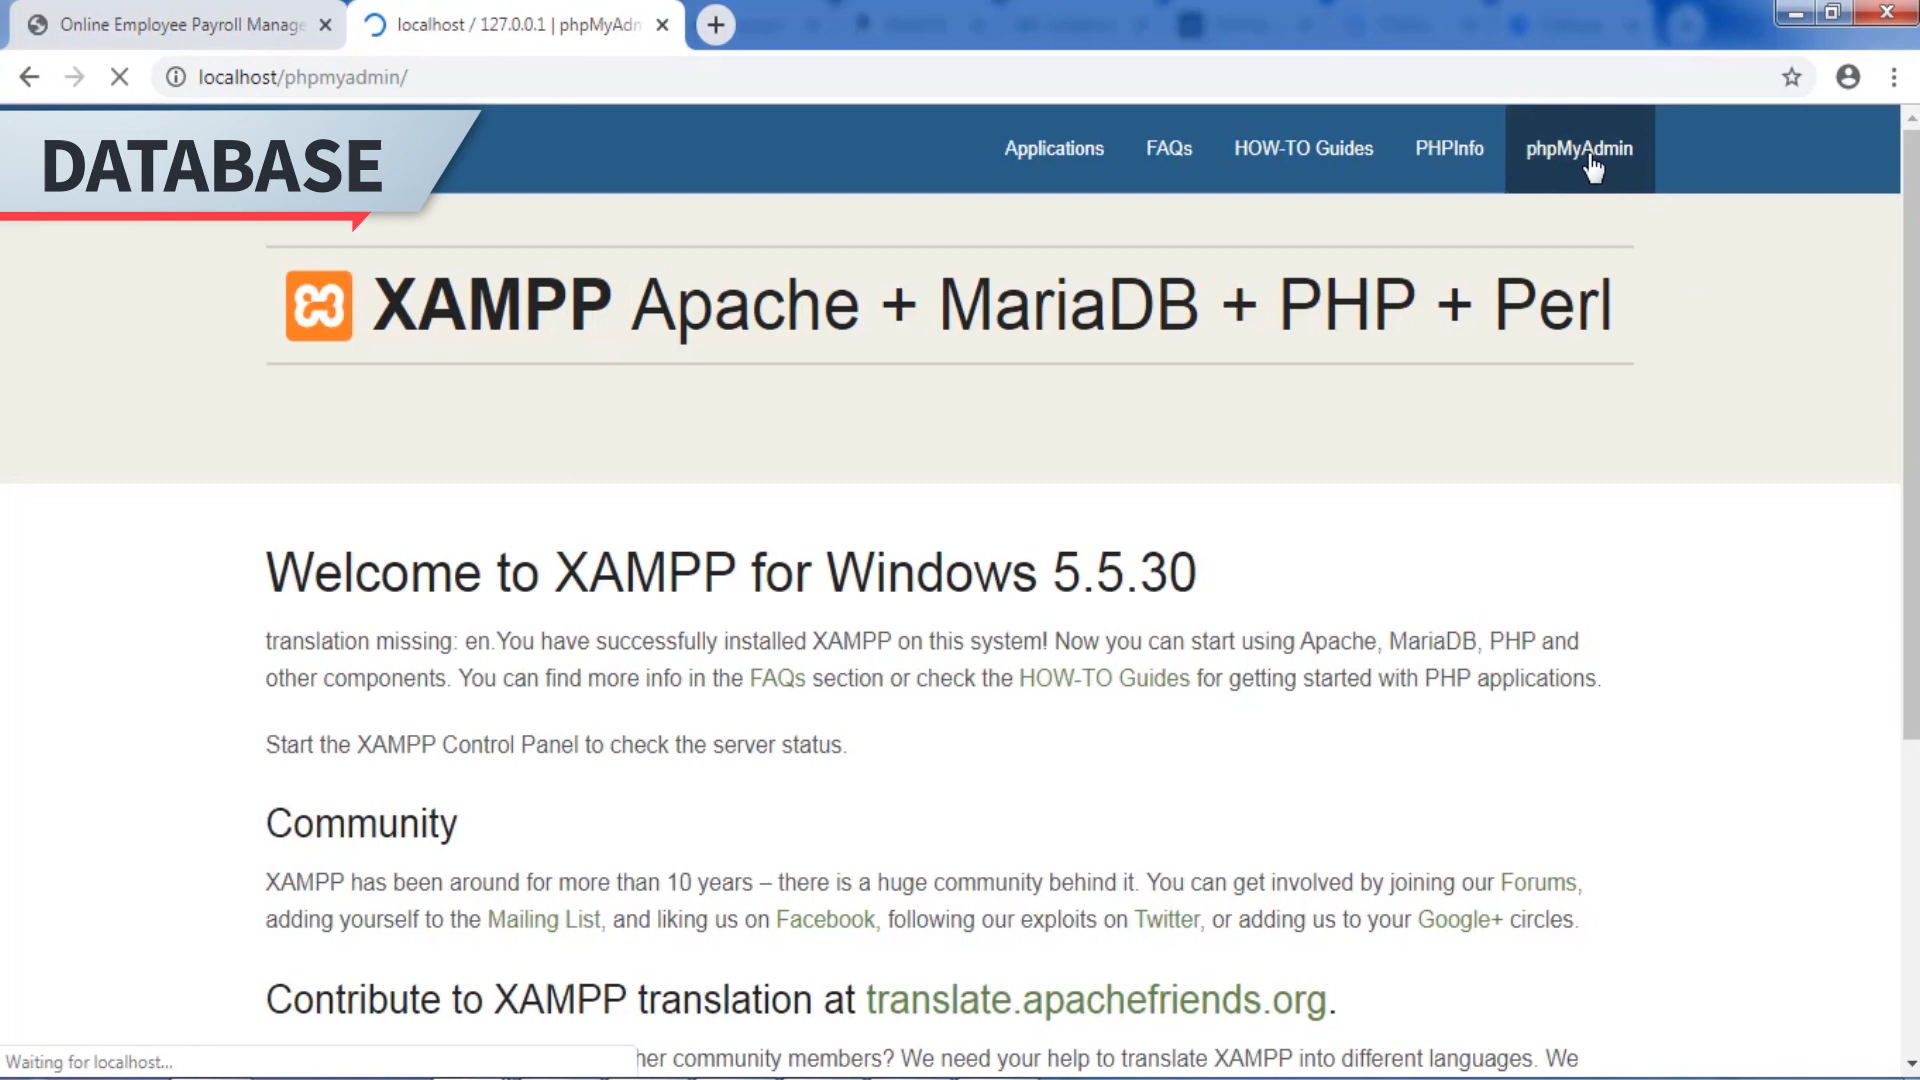 Online Employee Payroll Manage
localhost / 127.0.0.1 | phpMyAdm
localhost/phpmyadmin/
DATABASE
Applications FAQs HOW-TO Guides PHPInfo phpMyAdmin
XAMPP Apache + MariaDB + PHP + Perl
Welcome to XAMPP for Windows 5.5.30
translation missing: en.You have successfully installed XAMPP on this system! Now you can start using Apache, MariaDB, PHP and
other components. You can find more info in the FAQs section or check the HOW-TO Guides for getting started with PHP applications.
Start the XAMPP Control Panel to check the server status.
Community
XAMPP has been around for more than 10 years – there is a huge community behind it. You can get involved by joining our Forums,
adding yourself to the Mailing List, and liking us on Facebook, following our exploits on Twitter, or adding us to your Google+ circles.
Contribute to XAMPP translation at translate.apachefriends.org.
her community members? We need your help to translate XAMPP into different languages. We
Waiting for localhost...